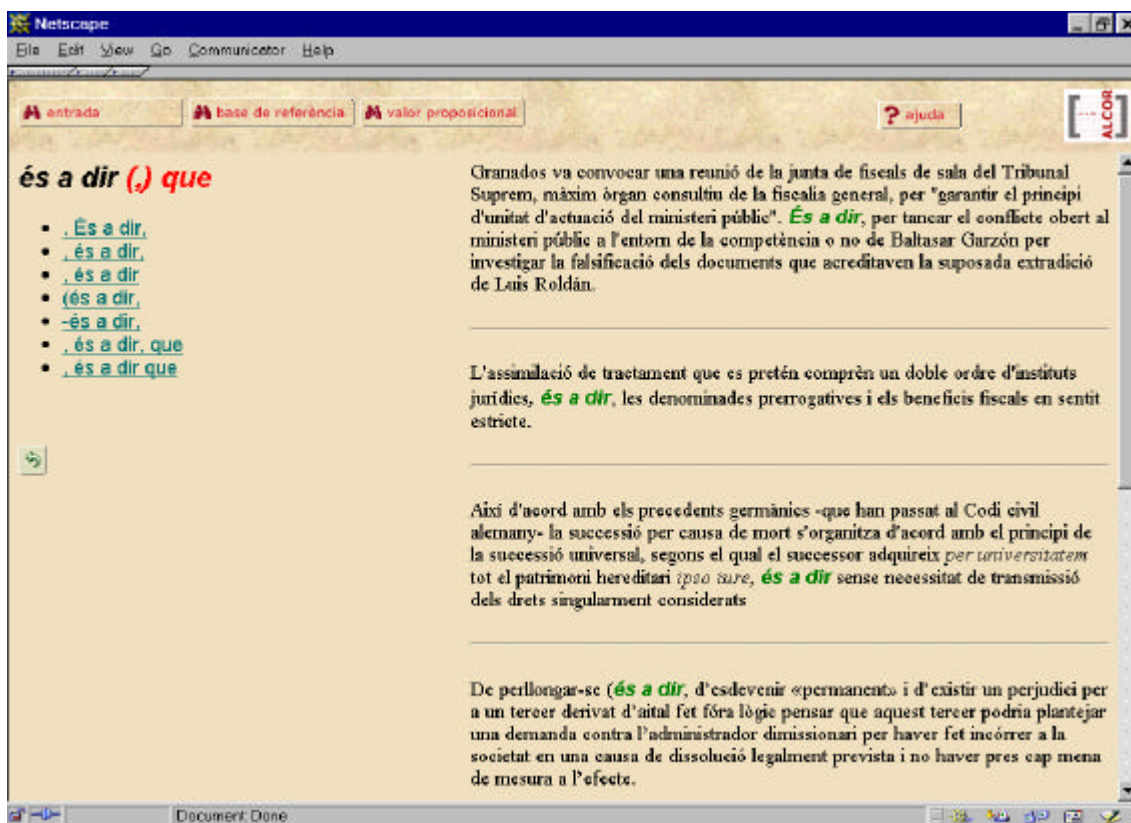 Netscape
File Edit View Go Communicator Help
entrada
base de referència
valor proposicional
? ajuda
ALCOR
és a dir (,) que
. És a dir,
, és a dir,
, és a dir
(és a dir,
-és a dir,
, és a dir, que
, és a dir que
Granados va convocar una reunió de la junta de fiscals de sala del Tribunal
Suprem, màxim òrgan consultiu de la fiscalia general, per "garantir el principi
d'unitat d'actuació del ministeri públic". És a dir, per tancar el conflicte obert al
ministeri públic a l'entorn de la competència o no de Baltasar Garzón per
investigar la falsificació dels documents que acreditaven la suposada extradició
de Luis Roldán.
L'assimilació de tractament que es pretén comprèn un doble ordre d'instituts
jurídics, és a dir, les denominades prerrogatives i els beneficis fiscals en sentit
estricte.
Així d'acord amb els precedents germànics -que han passat al Codi civil
alemany- la successió per causa de mort s'organitza d'acord amb el principi de
la successió universal, segons el qual el successor adquireix per universitatem
tot el patrimoni hereditari ipso iure, és a dir sense necessitat de transmissió
dels drets singularment considerats
De perllongar-se (és a dir, d'esdevenir «permanent» i d'existir un perjudici per
a un tercer derivat d'aital fet fóra lògic pensar que aquest tercer podria plantejar
una demanda contra l'administrador dimissionari per haver fet incórrer a la
societat en una causa de dissolució legalment prevista i no haver pres cap mena
de mesura a l'efecte.
Document: Done